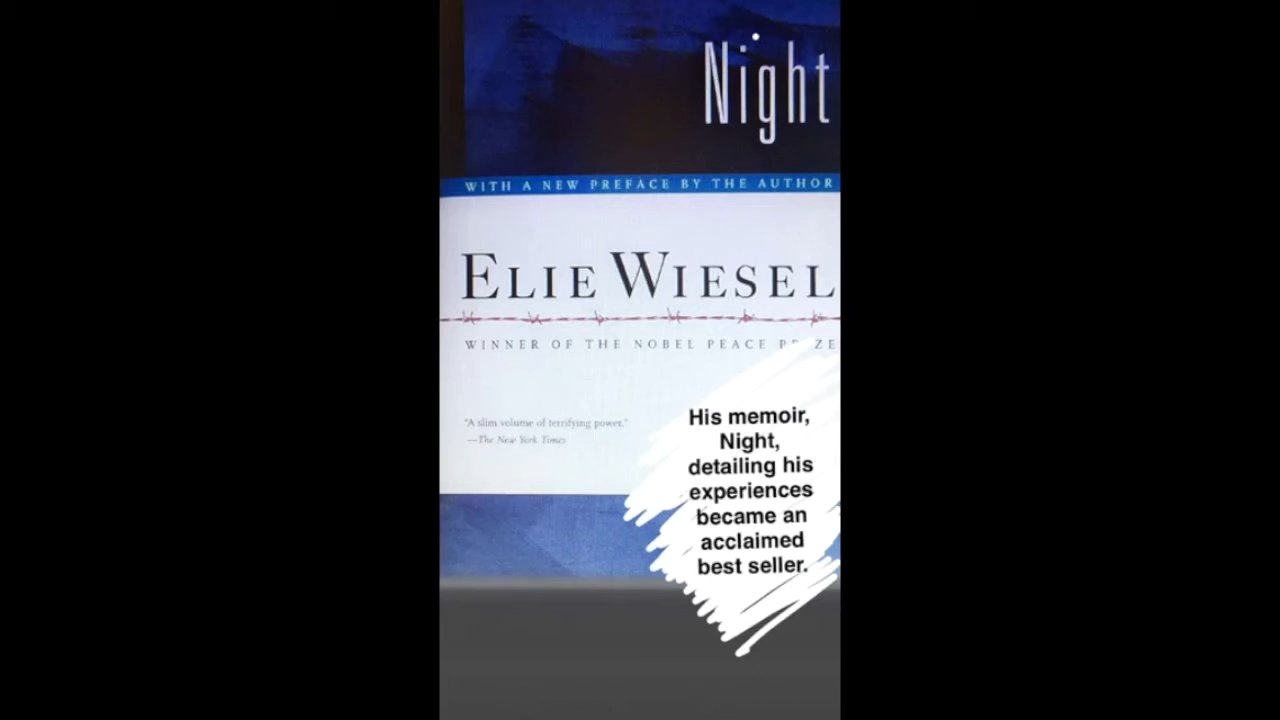 Night
WITH A NEW PREFACE BY THE AUTHOR
ELIE WIESEL
WINNER OF THE NOBEL PEACE PRIZE
"A slim volume of terrifying power."
—The New York Times
His memoir,
Night,
detailing his
experiences
became an
acclaimed
best seller.